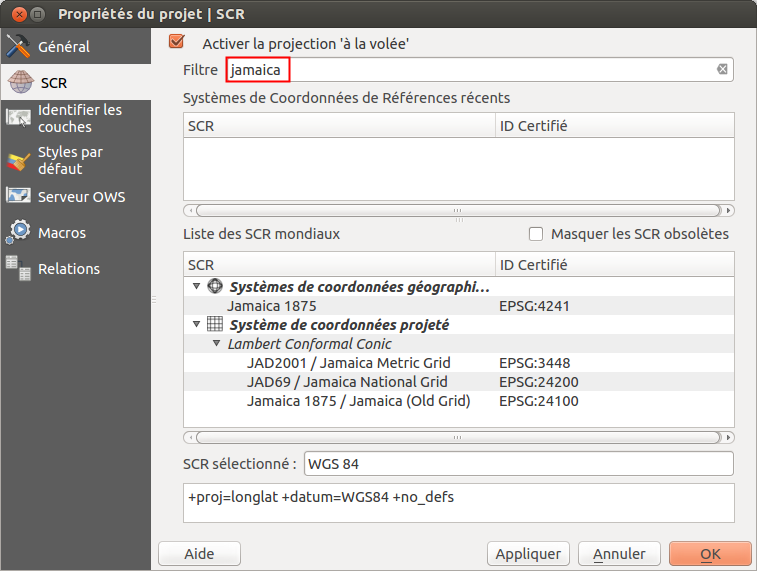 Propriétés du projet | SCR
Général
SCR
Identifier les
couches
Styles par
défaut
Serveur OWS
Macros
Relations
Activer la projection 'à la volée'
Filtre jamaica
Systèmes de Coordonnées de Références récents
SCR ID Certifié
Liste des SCR mondiaux Masquer les SCR obsolètes
SCR ID Certifié
Systèmes de coordonnées géographi...
Jamaica 1875 EPSG:4241
Système de coordonnées projeté
Lambert Conformal Conic
JAD2001 / Jamaica Metric Grid EPSG:3448
JAD69 / Jamaica National Grid EPSG:24200
Jamaica 1875 / Jamaica (Old Grid) EPSG:24100
SCR sélectionné : WGS 84
+proj=longlat +datum=WGS84 +no_defs
Aide Appliquer Annuler OK